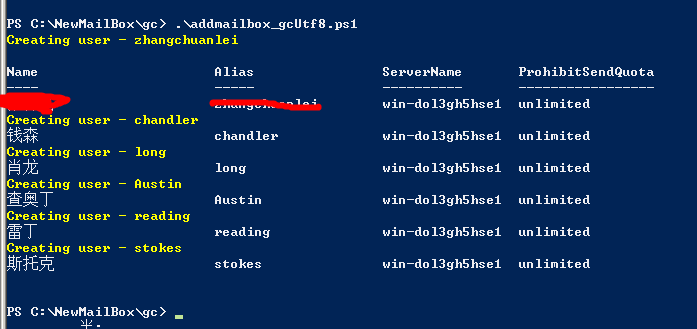 PS C:\NewMailBox\gc> .\addmailbox_gcUtf8.ps1
Creating user - zhangchuanlei
Name Alias ServerName ProhibitSendQuota
---- ----- ---------- -----------------
win-dol3gh5hse1 unlimited
Creating user - chandler
钱森 chandler win-dol3gh5hse1 unlimited
Creating user - long
肖龙 long win-dol3gh5hse1 unlimited
Creating user - Austin
查奥丁 Austin win-dol3gh5hse1 unlimited
Creating user - reading
雷丁 reading win-dol3gh5hse1 unlimited
Creating user - stokes
斯托克 stokes win-dol3gh5hse1 unlimited
PS C:\NewMailBox\gc>